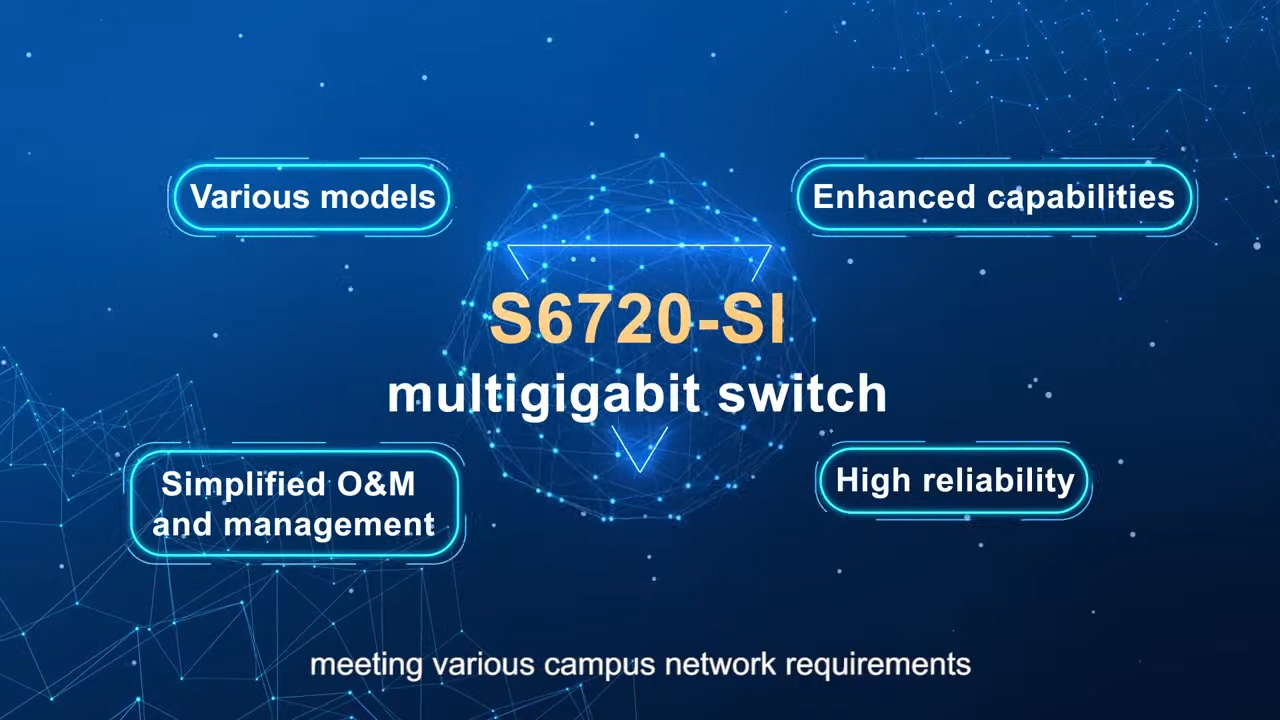 Various models
Enhanced capabilities
S6720-SI
multigigabit switch
Simplified O&M
and management
High reliability
meeting various campus network requirements